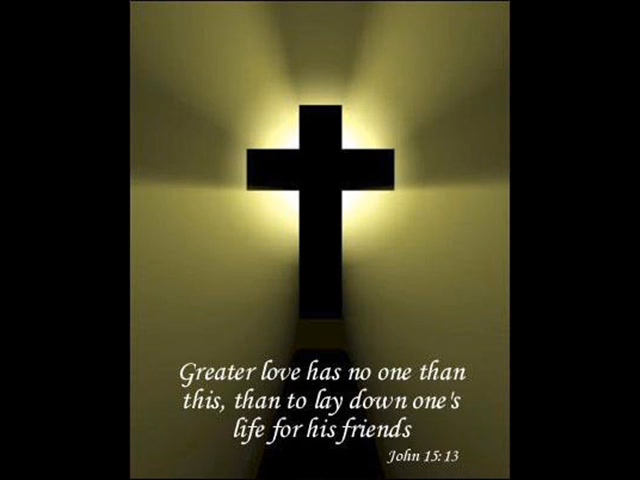 Greater love has no one than
this, than to lay down one's
life for his friends
John 15:13